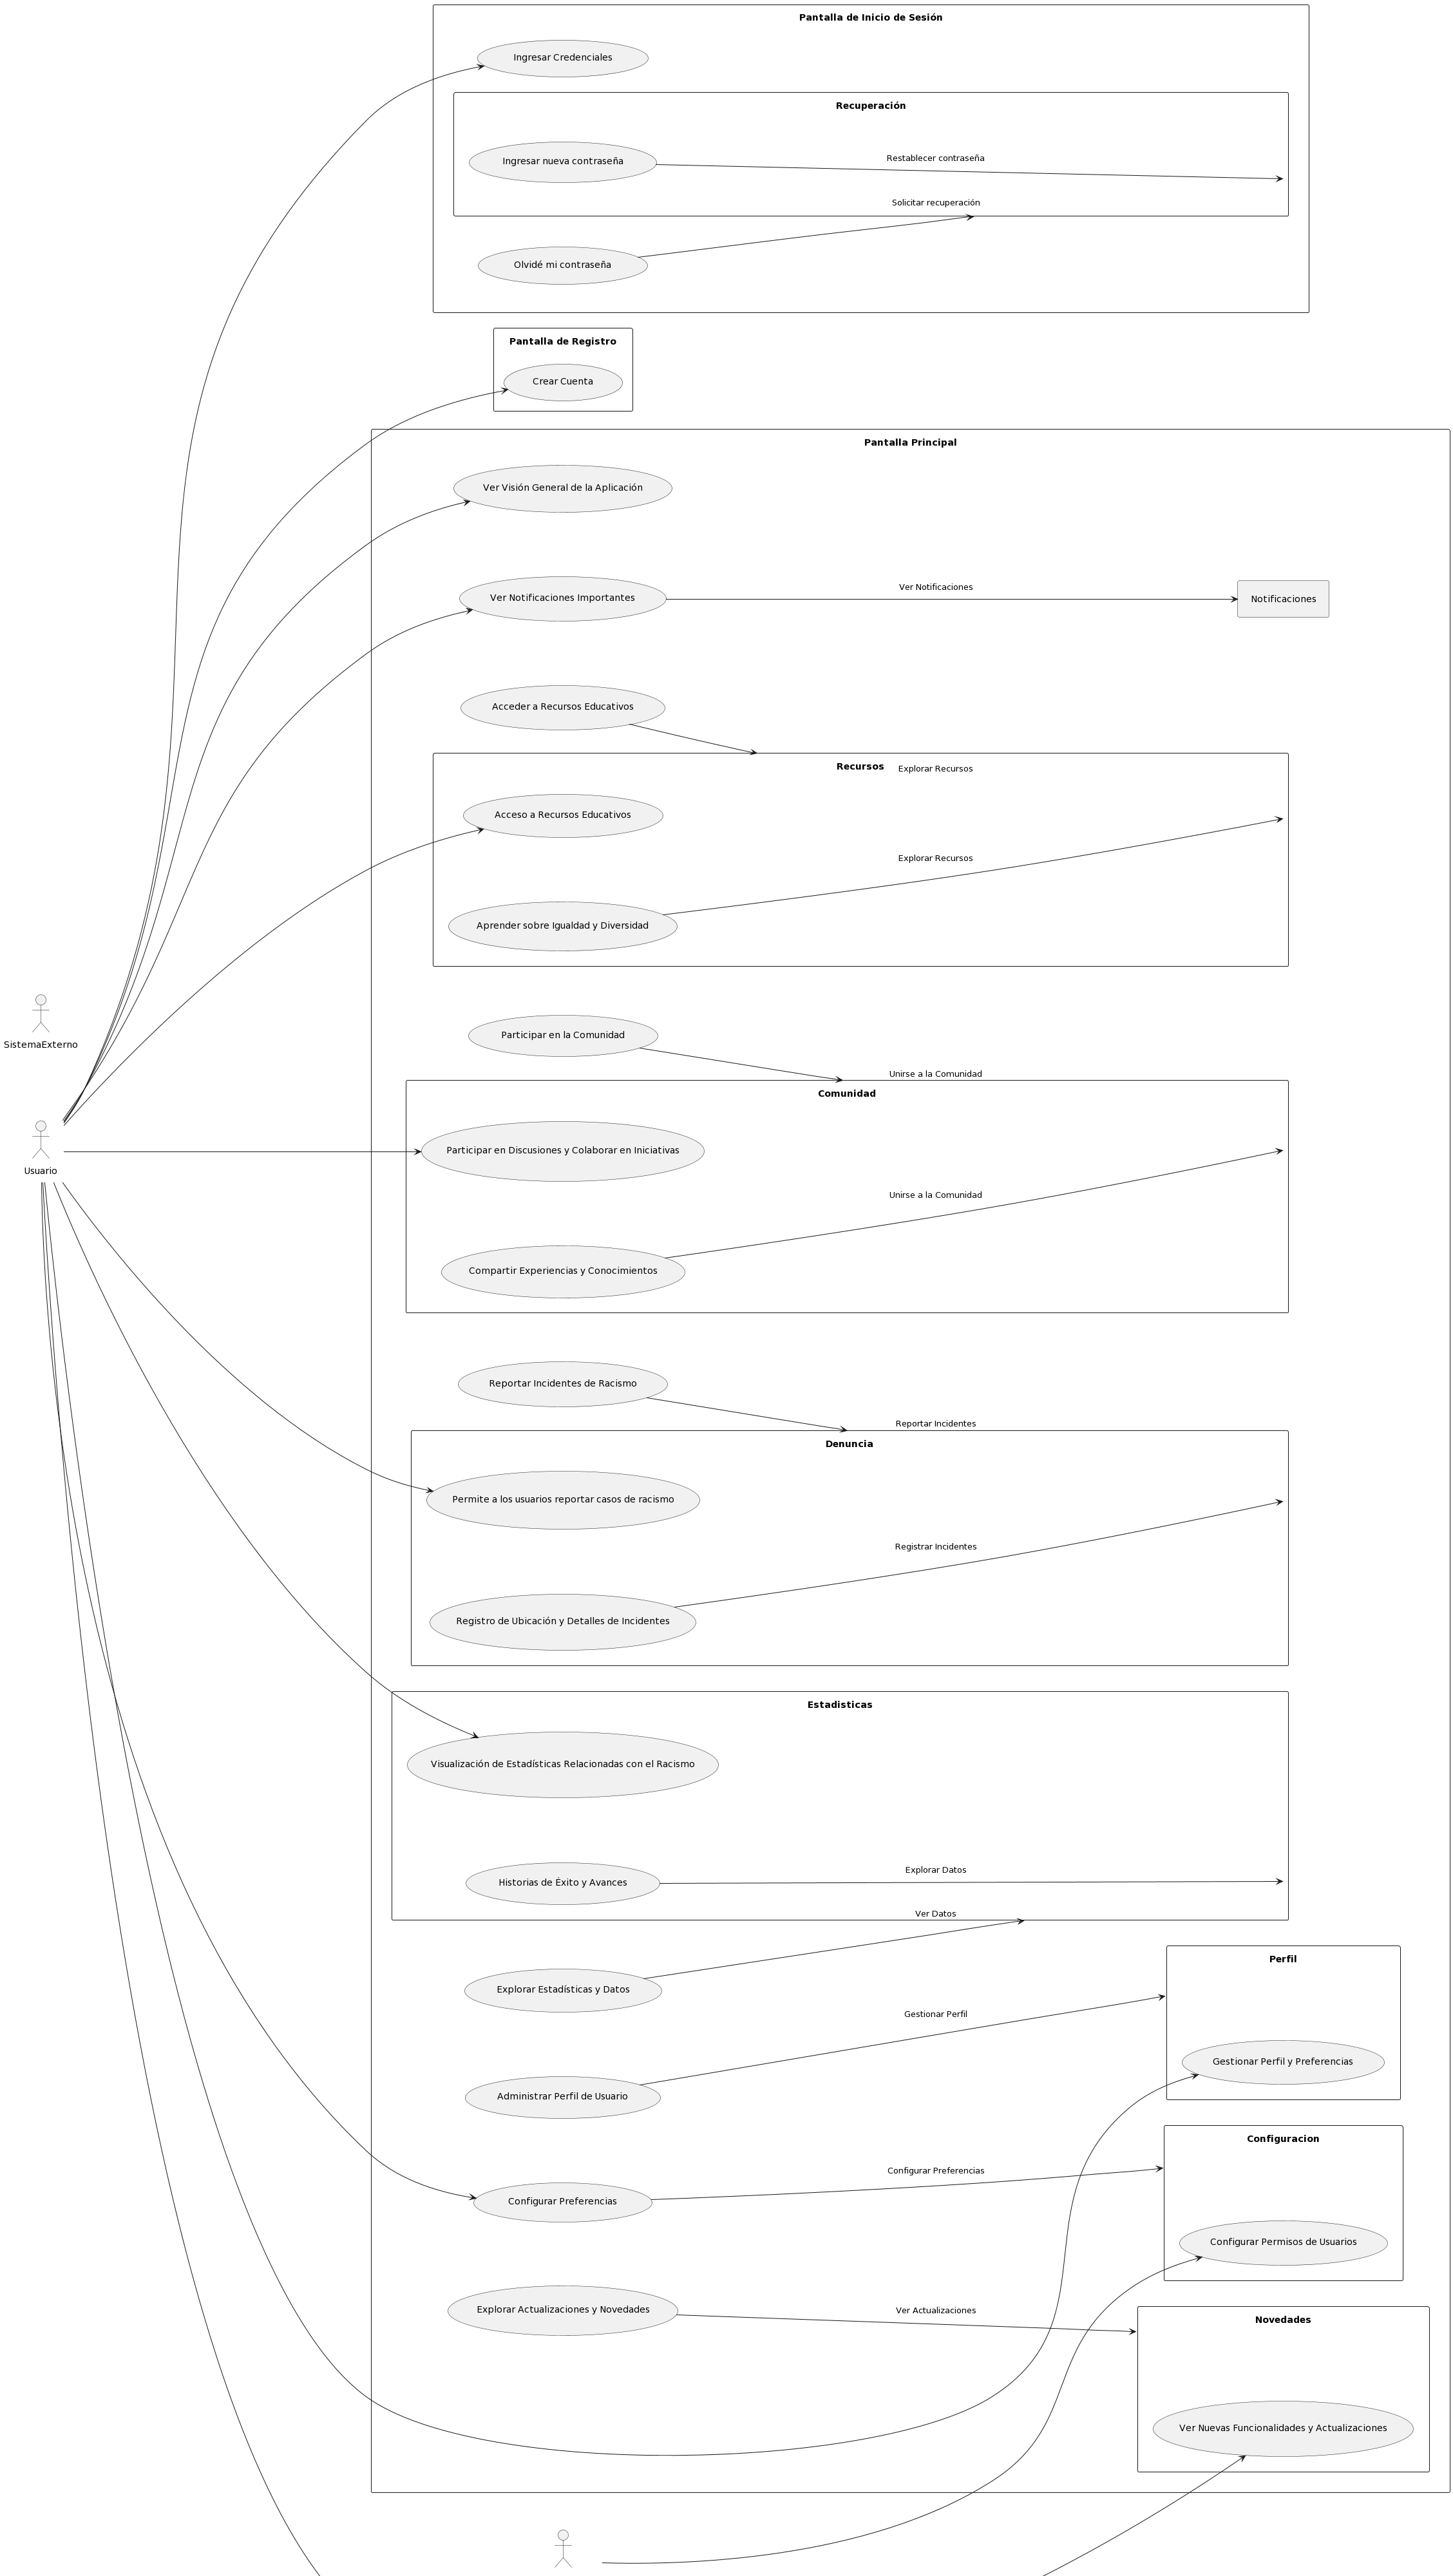 Pantalla de Inicio de Sesión
Ingresar Credenciales
Recuperación
Ingresar nueva contraseña
Restablecer contraseña
Solicitar recuperación
Olvidé mi contraseña
Pantalla de Registro
Crear Cuenta
Pantalla Principal
Ver Visión General de la Aplicación
Ver Notificaciones Importantes
Ver Notificaciones
Notificaciones
Acceder a Recursos Educativos
Recursos
Explorar Recursos
Acceso a Recursos Educativos
Explorar Recursos
Aprender sobre Igualdad y Diversidad
SistemaExterno
Participar en la Comunidad
Unirse a la Comunidad
Comunidad
Usuario
Participar en Discusiones y Colaborar en Iniciativas
Unirse a la Comunidad
Compartir Experiencias y Conocimientos
Reportar Incidentes de Racismo
Reportar Incidentes
Denuncia
Permite a los usuarios reportar casos de racismo
Registrar Incidentes
Registro de Ubicación y Detalles de Incidentes
Estadisticas
Visualización de Estadísticas Relacionadas con el Racismo
Historias de Éxito y Avances
Explorar Datos
Ver Datos
Explorar Estadísticas y Datos
Perfil
Gestionar Perfil
Gestionar Perfil y Preferencias
Administrar Perfil de Usuario
Configuracion
Configurar Preferencias
Configurar Preferencias
Configurar Permisos de Usuarios
Explorar Actualizaciones y Novedades
Ver Actualizaciones
Novedades
Ver Nuevas Funcionalidades y Actualizaciones